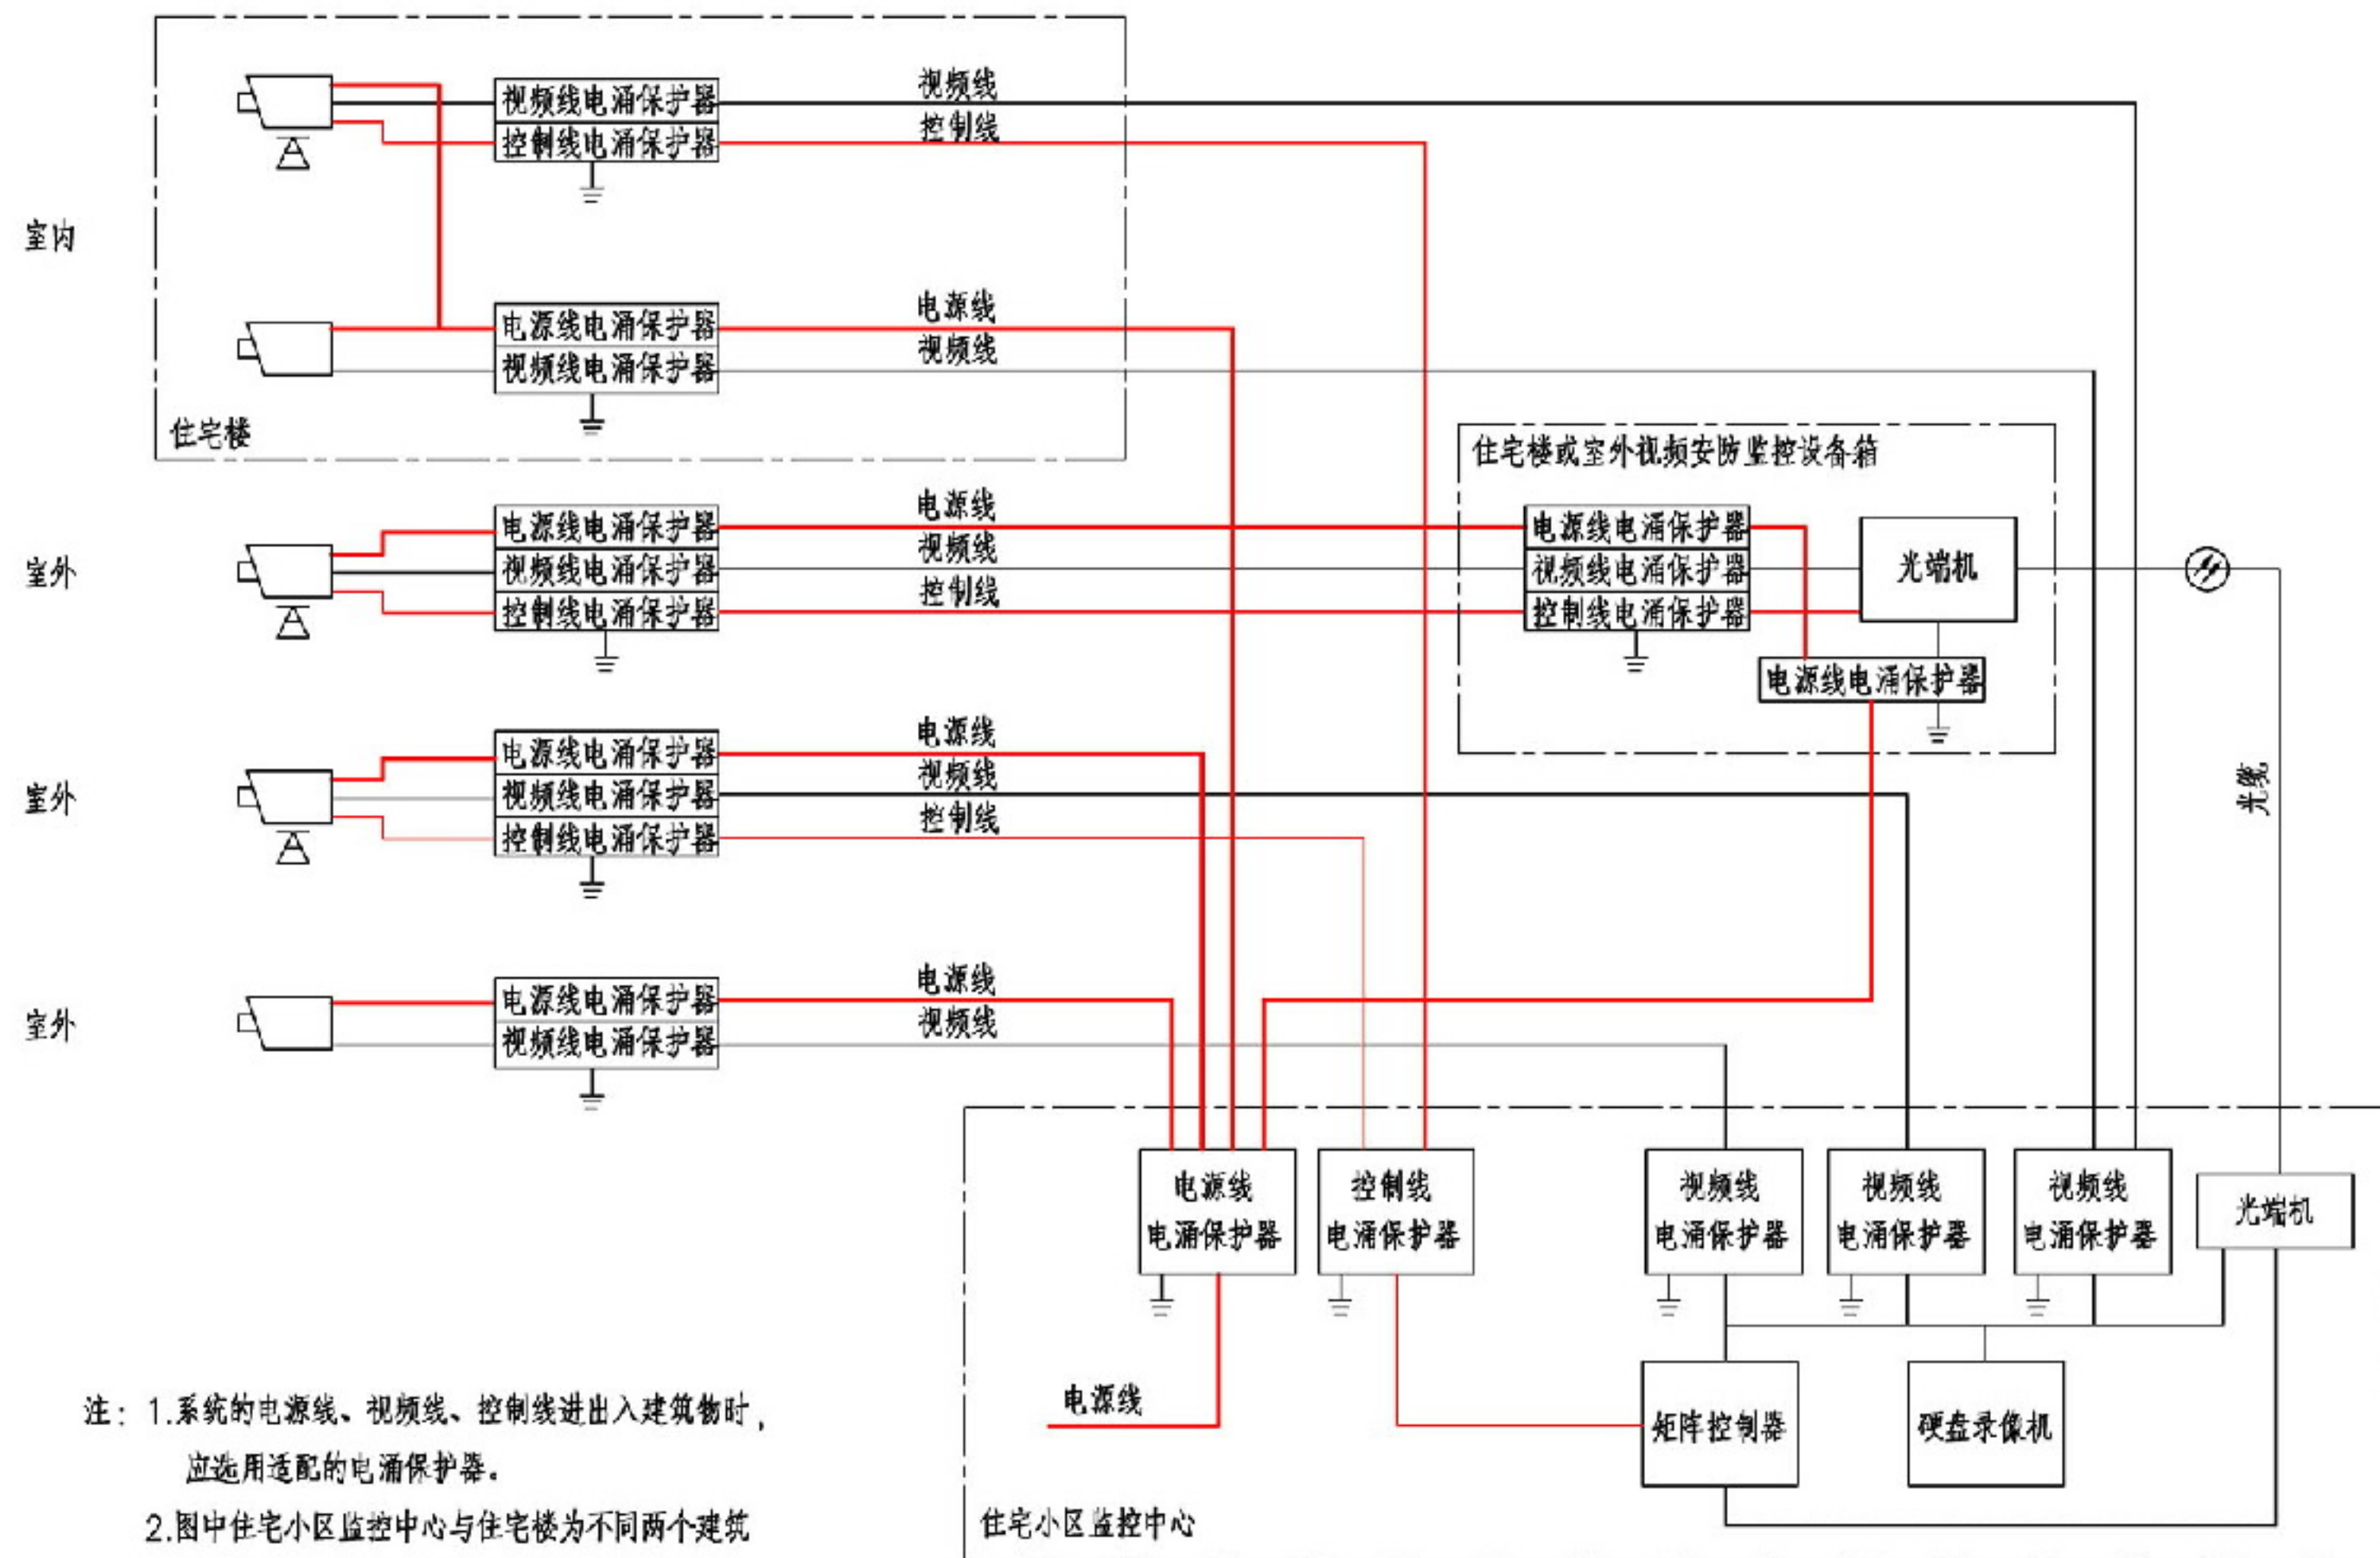 视频线电涌保护器
视频线
控制线电涌保护器
控制线
室内
电源线电涌保护器
电源线
视频线电涌保护器
视频线
住宅楼
住宅楼或室外视频安防监控设备箱
电源线电涌保护器
电源线
电源线电涌保护器
室外
视频线电涌保护器
视频线
视频线电涌保护器
光端机
控制线电涌保护器
控制线
控制线电涌保护器
电源线电涌保护器
电源线电涌保护器
电源线
室外
视频线电涌保护器
视频线
控制线电涌保护器
控制线
光缆
室外
电源线电涌保护器
电源线
视频线电涌保护器
视频线
电源线
电涌保护器
控制线
电涌保护器
视频线
电涌保护器
视频线
电涌保护器
视频线
电涌保护器
光端机
电源线
矩阵控制器
硬盘录像机
住宅小区监控中心
注：1.系统的电源线、视频线、控制线进出入建筑物时，
应选用适配的电涌保护器。
2.图中住宅小区监控中心与住宅楼为不同两个建筑